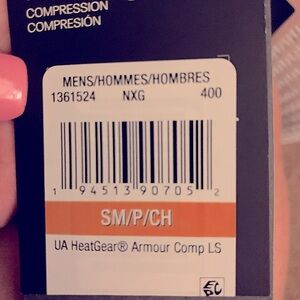 COMPRESSION
COMPRESIÓN
MENS/HOMMES/HOMBRES
1361524 NXG 400
1 94513 90705 2
SM/P/CH
UA HeatGear® Armour Comp LS